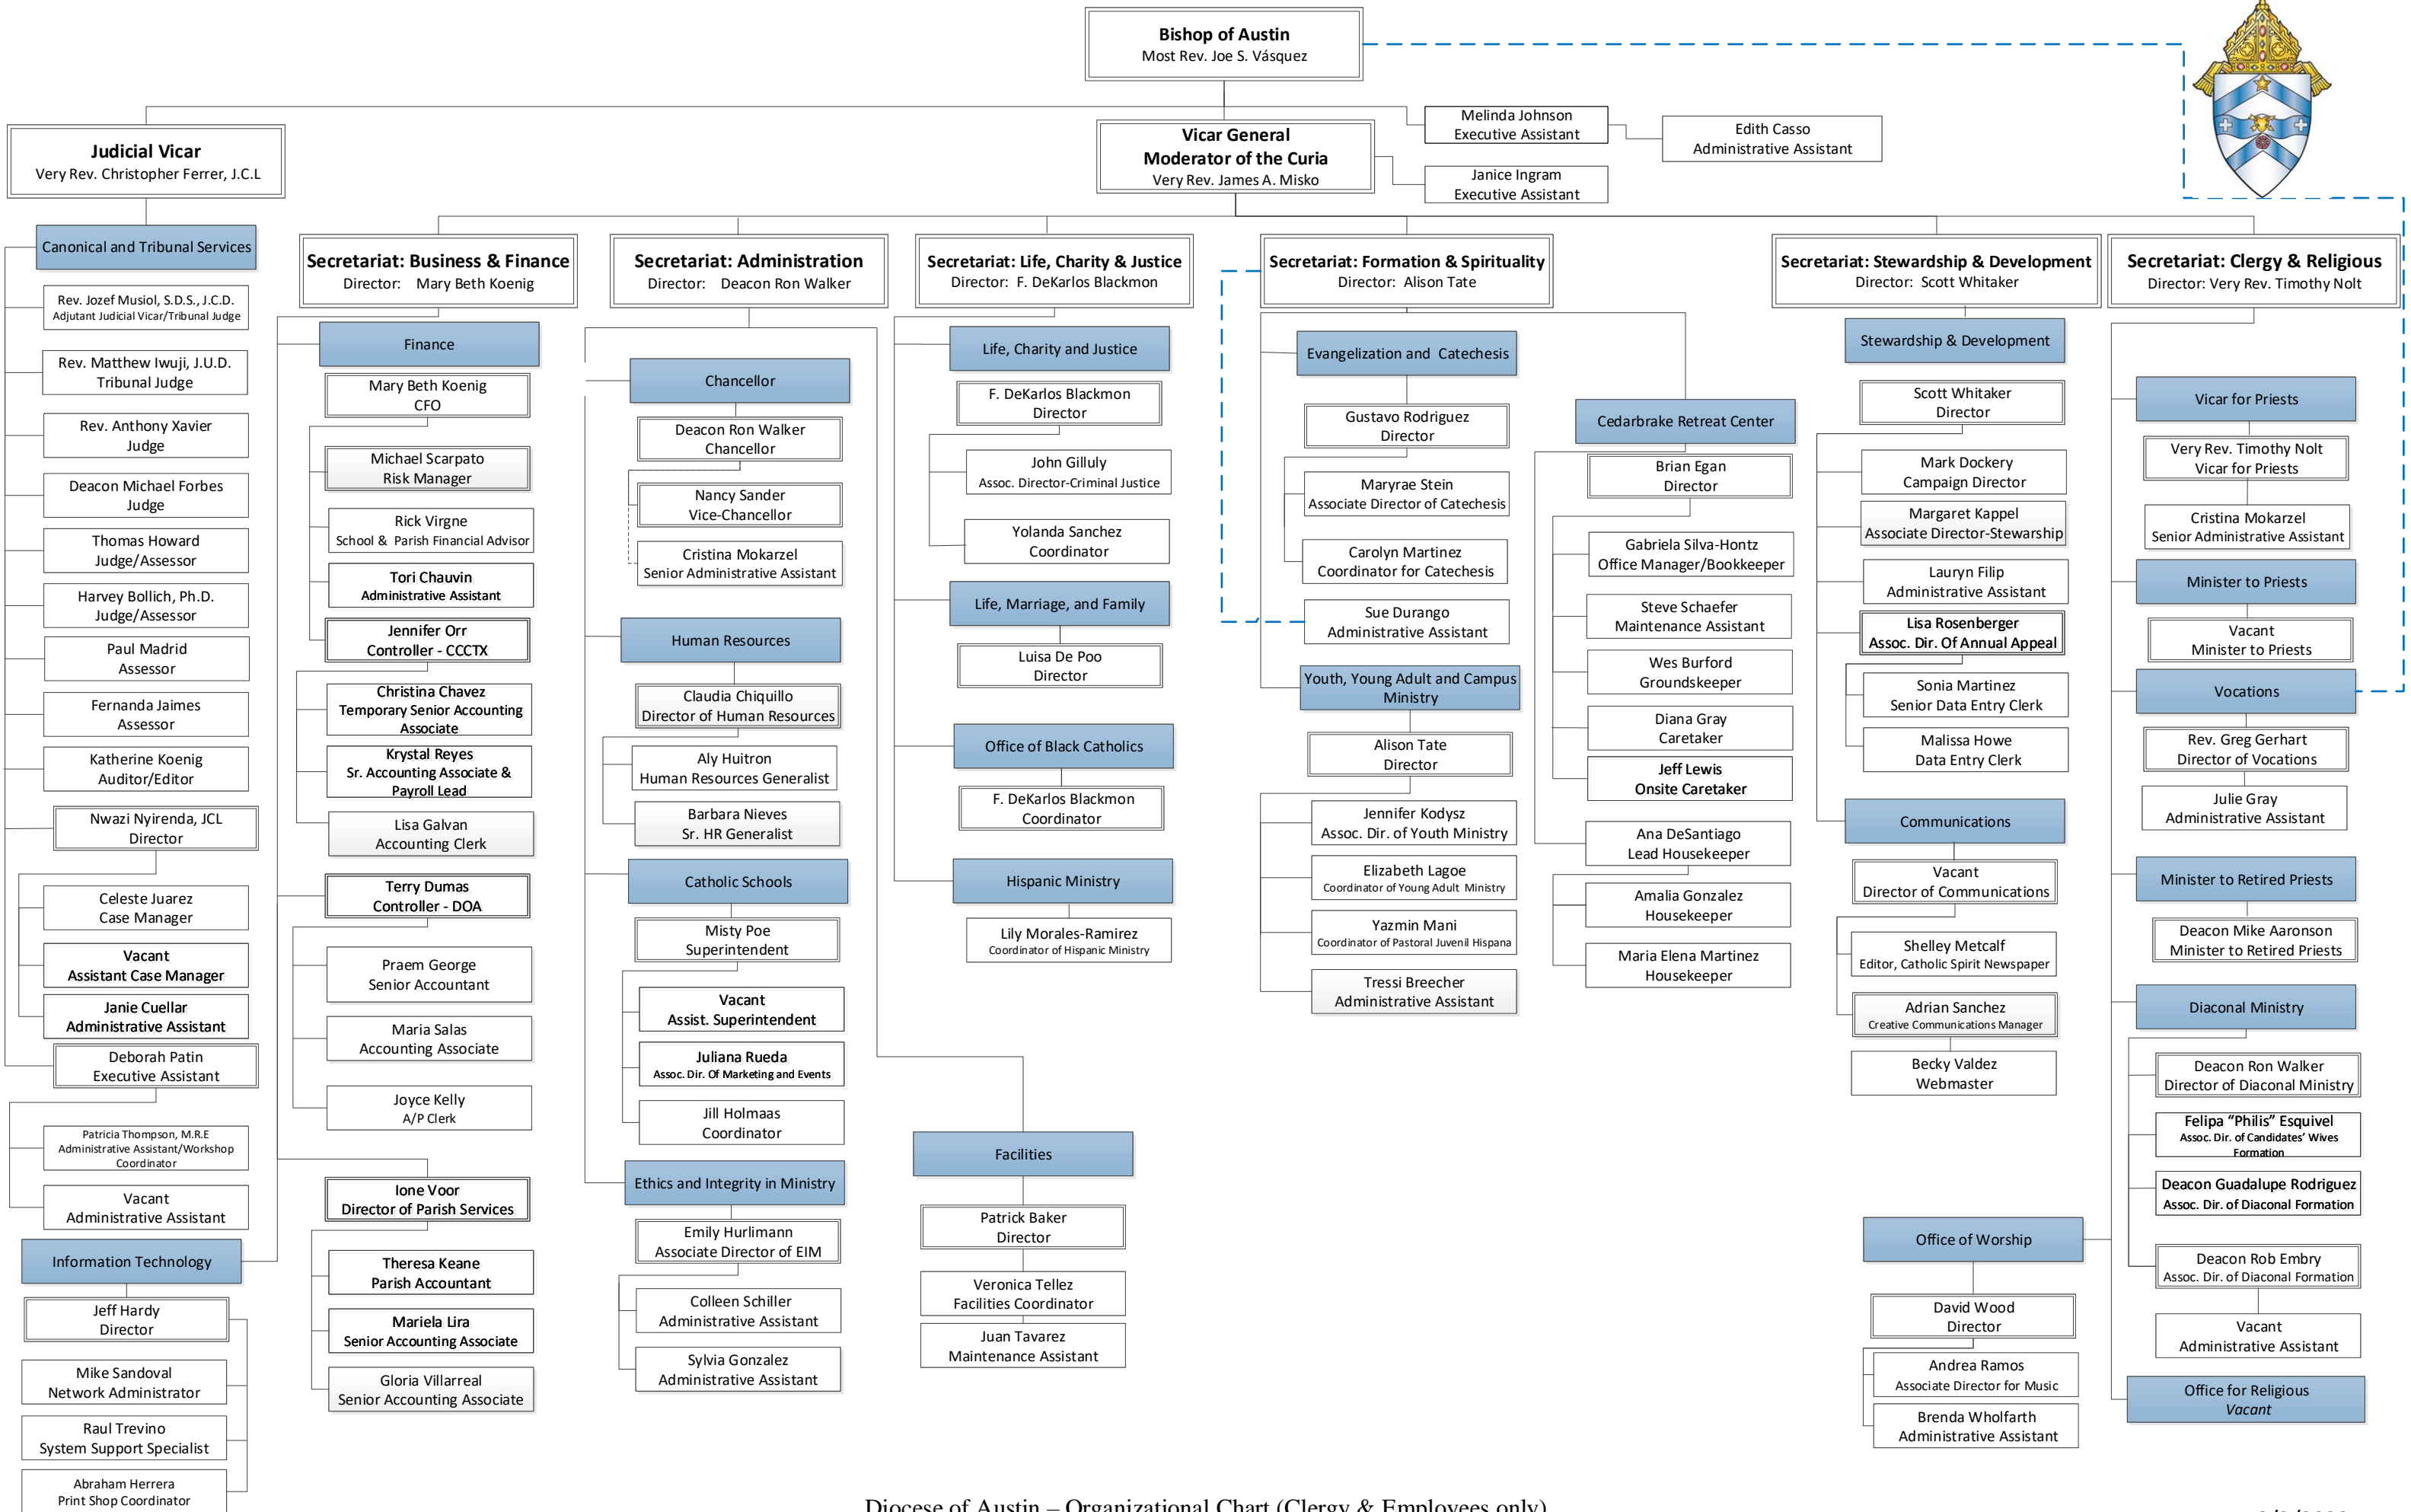 Bishop of Austin
Most Rev. Joe S. Vásquez
Melinda Johnson
Executive Assistant
Edith Casso
Administrative Assistant
Vicar General
Moderator of the Curia
Very Rev. James A. Misko
Janice Ingram
Executive Assistant
Judicial Vicar
Very Rev. Christopher Ferrer, J.C.L
Canonical and Tribunal Services
Rev. Jozef Musiol, S.D.S., J.C.D.
Adjutant Judicial Vicar/Tribunal Judge
Rev. Matthew Iwuji, J.U.D.
Tribunal Judge
Rev. Anthony Xavier
Judge
Deacon Michael Forbes
Judge
Thomas Howard
Judge/Assessor
Harvey Bollich, Ph.D.
Judge/Assessor
Paul Madrid
Assessor
Fernanda Jaimes
Assessor
Katherine Koenig
Auditor/Editor
Nwazi Nyirenda, JCL
Director
Celeste Juarez
Case Manager
Vacant
Assistant Case Manager
Janie Cuellar
Administrative Assistant
Deborah Patin
Executive Assistant
Patricia Thompson, M.R.E
Administrative Assistant/Workshop
Coordinator
Vacant
Administrative Assistant
Information Technology
Jeff Hardy
Director
Mike Sandoval
Network Administrator
Raul Trevino
System Support Specialist
Abraham Herrera
Print Shop Coordinator
Secretariat: Business & Finance
Director: Mary Beth Koenig
Finance
Mary Beth Koenig
CFO
Michael Scarpato
Risk Manager
Rick Virgne
School & Parish Financial Advisor
Tori Chauvin
Administrative Assistant
Jennifer Orr
Controller - CCCTX
Christina Chavez
Temporary Senior Accounting
Associate
Krystal Reyes
Sr. Accounting Associate &
Payroll Lead
Lisa Galvan
Accounting Clerk
Terry Dumas
Controller - DOA
Praem George
Senior Accountant
Maria Salas
Accounting Associate
Joyce Kelly
A/P Clerk
Ione Voor
Director of Parish Services
Theresa Keane
Parish Accountant
Mariela Lira
Senior Accounting Associate
Gloria Villarreal
Senior Accounting Associate
Secretariat: Administration
Director: Deacon Ron Walker
Chancellor
Deacon Ron Walker
Chancellor
Nancy Sander
Vice-Chancellor
Cristina Mokarzel
Senior Administrative Assistant
Human Resources
Claudia Chiquillo
Director of Human Resources
Aly Huitron
Human Resources Generalist
Barbara Nieves
Sr. HR Generalist
Catholic Schools
Misty Poe
Superintendent
Vacant
Assist. Superintendent
Juliana Rueda
Assoc. Dir. Of Marketing and Events
Jill Holmaas
Coordinator
Ethics and Integrity in Ministry
Emily Hurlimann
Associate Director of EIM
Colleen Schiller
Administrative Assistant
Sylvia Gonzalez
Administrative Assistant
Facilities
Patrick Baker
Director
Veronica Tellez
Facilities Coordinator
Juan Tavarez
Maintenance Assistant
Secretariat: Life, Charity & Justice
Director: F. DeKarlos Blackmon
Life, Charity and Justice
F. DeKarlos Blackmon
Director
John Gilluly
Assoc. Director-Criminal Justice
Yolanda Sanchez
Coordinator
Life, Marriage, and Family
Luisa De Poo
Director
Office of Black Catholics
F. DeKarlos Blackmon
Coordinator
Hispanic Ministry
Lily Morales-Ramirez
Coordinator of Hispanic Ministry
Secretariat: Formation & Spirituality
Director: Alison Tate
Evangelization and Catechesis
Gustavo Rodriguez
Director
Maryrae Stein
Associate Director of Catechesis
Carolyn Martinez
Coordinator for Catechesis
Sue Durango
Administrative Assistant
Youth, Young Adult and Campus
Ministry
Alison Tate
Director
Jennifer Kodysz
Assoc. Dir. of Youth Ministry
Elizabeth Lagoe
Coordinator of Young Adult Ministry
Yazmin Mani
Coordinator of Pastoral Juvenil Hispana
Tressi Breecher
Administrative Assistant
Cedarbrake Retreat Center
Brian Egan
Director
Gabriela Silva-Hontz
Office Manager/Bookkeeper
Steve Schaefer
Maintenance Assistant
Wes Burford
Groundskeeper
Diana Gray
Caretaker
Jeff Lewis
Onsite Caretaker
Ana DeSantiago
Lead Housekeeper
Amalia Gonzalez
Housekeeper
Maria Elena Martinez
Housekeeper
Secretariat: Stewardship & Development
Director: Scott Whitaker
Stewardship & Development
Scott Whitaker
Director
Mark Dockery
Campaign Director
Margaret Kappel
Associate Director-Stewarship
Lauryn Filip
Administrative Assistant
Lisa Rosenberger
Assoc. Dir. Of Annual Appeal
Sonia Martinez
Senior Data Entry Clerk
Malissa Howe
Data Entry Clerk
Communications
Vacant
Director of Communications
Shelley Metcalf
Editor, Catholic Spirit Newspaper
Adrian Sanchez
Creative Communications Manager
Becky Valdez
Webmaster
Secretariat: Clergy & Religious
Director: Very Rev. Timothy Nolt
Vicar for Priests
Very Rev. Timothy Nolt
Vicar for Priests
Cristina Mokarzel
Senior Administrative Assistant
Minister to Priests
Vacant
Minister to Priests
Vocations
Rev. Greg Gerhart
Director of Vocations
Julie Gray
Administrative Assistant
Minister to Retired Priests
Deacon Mike Aaronson
Minister to Retired Priests
Diaconal Ministry
Deacon Ron Walker
Director of Diaconal Ministry
Felipa “Philis” Esquivel
Assoc. Dir. of Candidates’ Wives
Formation
Deacon Guadalupe Rodriguez
Assoc. Dir. of Diaconal Formation
Deacon Rob Embry
Assoc. Dir. of Diaconal Formation
Vacant
Administrative Assistant
Office of Worship
David Wood
Director
Andrea Ramos
Associate Director for Music
Brenda Wholfarth
Administrative Assistant
Office for Religious
Vacant
Diocese of Austin – Organizational Chart (Clergy & Employees only)